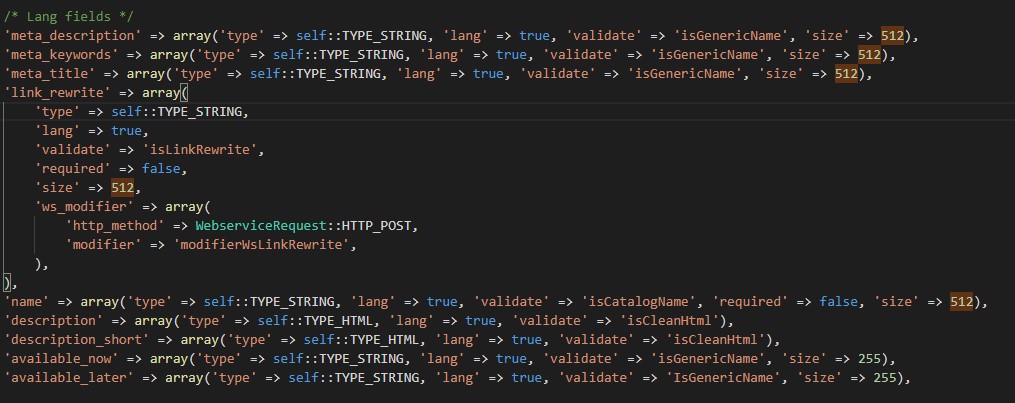 /* Lang fields */
'meta_description' => array('type' => self::TYPE_STRING, 'lang' => true, 'validate' => 'isGenericName', 'size' => 512),
'meta_keywords' => array('type' => self::TYPE_STRING, 'lang' => true, 'validate' => 'isGenericName', 'size' => 512),
'meta_title' => array('type' => self::TYPE_STRING, 'lang' => true, 'validate' => 'isGenericName', 'size' => 512),
'link_rewrite' => array(
    'type' => self::TYPE_STRING,
    'lang' => true,
    'validate' => 'isLinkRewrite',
    'required' => false,
    'size' => 512,
    'ws_modifier' => array(
        'http_method' => WebserviceRequest::HTTP_POST,
        'modifier' => 'modifierWsLinkRewrite',
    ),
),
'name' => array('type' => self::TYPE_STRING, 'lang' => true, 'validate' => 'isCatalogName', 'required' => false, 'size' => 512),
'description' => array('type' => self::TYPE_HTML, 'lang' => true, 'validate' => 'isCleanHtml'),
'description_short' => array('type' => self::TYPE_HTML, 'lang' => true, 'validate' => 'isCleanHtml'),
'available_now' => array('type' => self::TYPE_STRING, 'lang' => true, 'validate' => 'isGenericName', 'size' => 255),
'available_later' => array('type' => self::TYPE_STRING, 'lang' => true, 'validate' => 'IsGenericName', 'size' => 255),